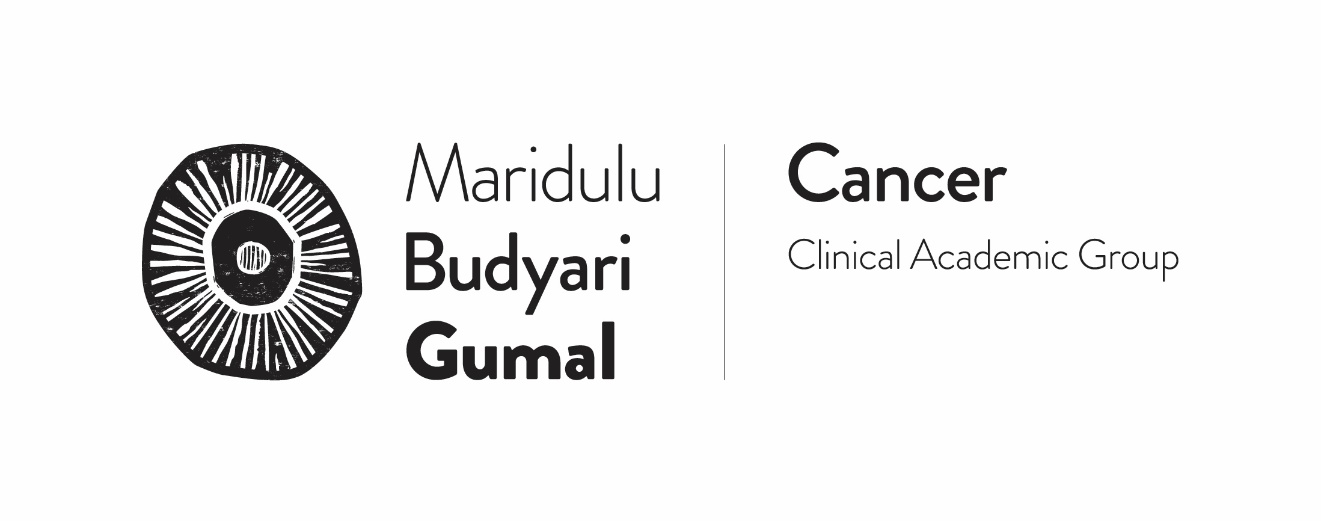 Maridulu
Budyari
Gumal
Cancer
Clinical Academic Group